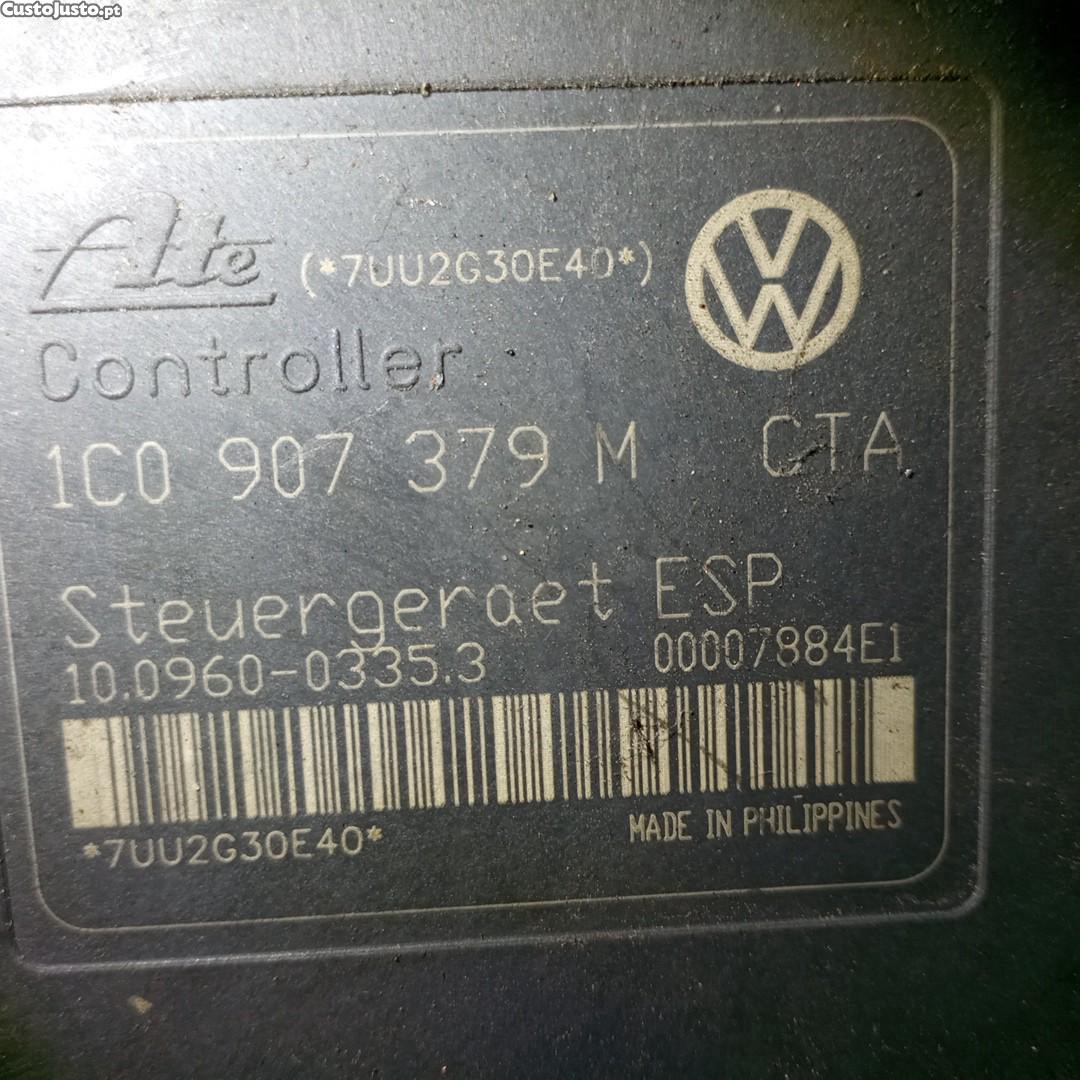 CustoJusto.pt
Ate (*7UU2G30E40*)
Controller
1C0 907 379 M CTA
Steuergeraet ESP
10.0960-0335.3 00007884E1
*7UU2G30E40* MADE IN PHILIPPINES